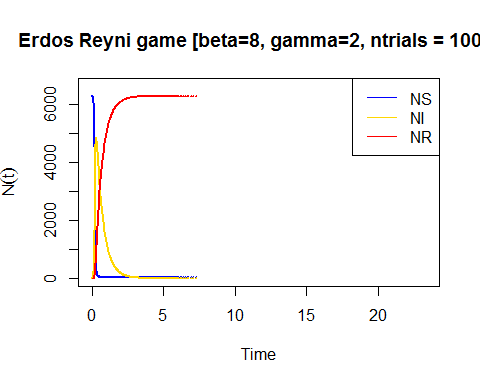 Erdos Reyni game [beta=8, gamma=2, ntrials = 100
N(t)
6000
4000
2000
0
NS
NI
NR
0 5 10 15 20
Time